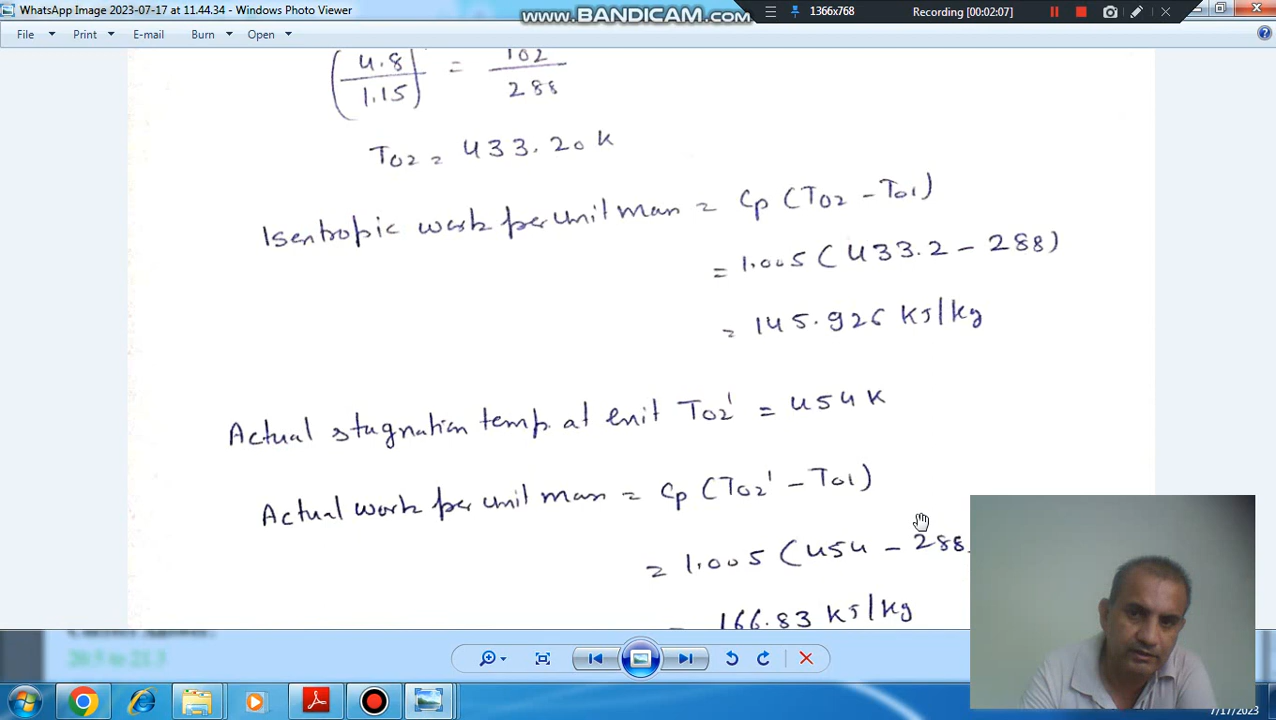 WhatsApp Image 2023-07-17 at 11.44.34 - Windows Photo Viewer
www.BANDICAM.com
1366x768
Recording [00:02:07]
File Print E-mail Burn Open
(4.8/1.15) = T02/288
T02 = 433.20 K
Isentropic work per unit mass = Cp (T02 - T01)
= 1.005 (433.2 - 288)
= 145.926 KJ/kg
Actual stagnation temp. at exit T02' = 454 K
Actual work per unit mass = Cp (T02' - T01)
= 1.005 (454 - 288
= 166.83 KJ/kg
7/17/2023